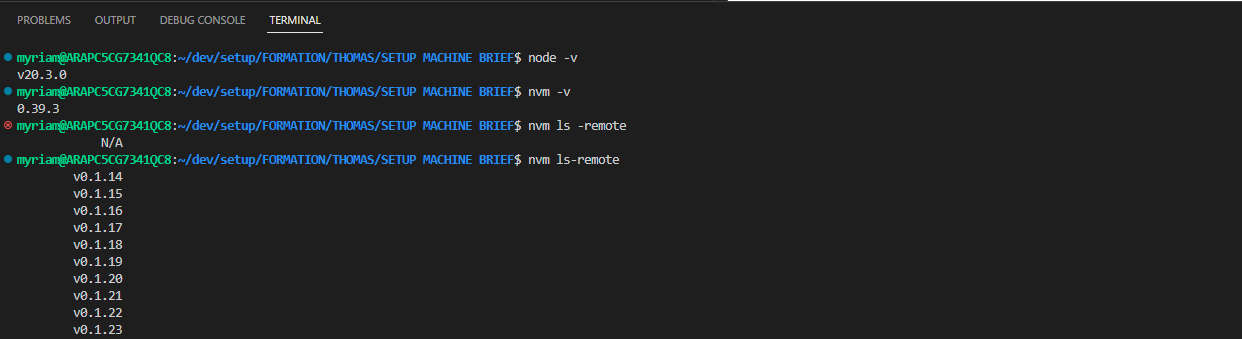 PROBLEMS OUTPUT DEBUG CONSOLE TERMINAL
myriam@ARAPC5CG7341QC8:~/dev/setup/FORMATION/THOMAS/SETUP MACHINE BRIEF$ node -v
v20.3.0
myriam@ARAPC5CG7341QC8:~/dev/setup/FORMATION/THOMAS/SETUP MACHINE BRIEF$ nvm -v
0.39.3
myriam@ARAPC5CG7341QC8:~/dev/setup/FORMATION/THOMAS/SETUP MACHINE BRIEF$ nvm ls -remote
N/A
myriam@ARAPC5CG7341QC8:~/dev/setup/FORMATION/THOMAS/SETUP MACHINE BRIEF$ nvm ls-remote
v0.1.14
v0.1.15
v0.1.16
v0.1.17
v0.1.18
v0.1.19
v0.1.20
v0.1.21
v0.1.22
v0.1.23